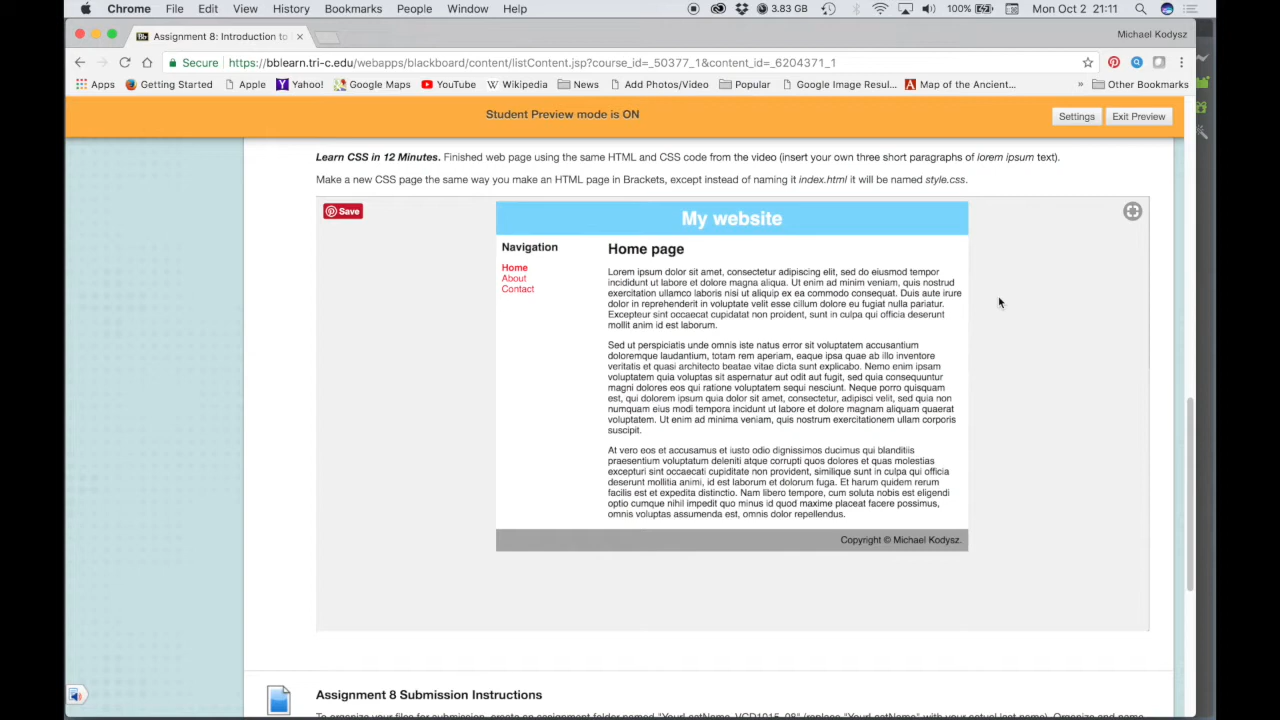 Chrome File Edit View History Bookmarks People Window Help 3.83 GB 100% Mon Oct 2 21:11
Assignment 8: Introduction to Michael Kodysz
Secure https://bblearn.tri-c.edu/webapps/blackboard/content/listContent.jsp?course_id=_50377_1&content_id=_6204371_1
Apps Getting Started Apple Yahoo! Google Maps YouTube Wikipedia News Add Photos/Video Popular Google Image Resul... Map of the Ancient... » Other Bookmarks
Student Preview mode is ON Settings Exit Preview
Learn CSS in 12 Minutes. Finished web page using the same HTML and CSS code from the video (insert your own three short paragraphs of lorem ipsum text).
Make a new CSS page the same way you make an HTML page in Brackets, except instead of naming it index.html it will be named style.css.
Save
My website
Navigation
Home
About
Contact
Home page
Lorem ipsum dolor sit amet, consectetur adipiscing elit, sed do eiusmod tempor
incididunt ut labore et dolore magna aliqua. Ut enim ad minim veniam, quis nostrud
exercitation ullamco laboris nisi ut aliquip ex ea commodo consequat. Duis aute irure
dolor in reprehenderit in voluptate velit esse cillum dolore eu fugiat nulla pariatur.
Excepteur sint occaecat cupidatat non proident, sunt in culpa qui officia deserunt
mollit anim id est laborum.
Sed ut perspiciatis unde omnis iste natus error sit voluptatem accusantium
doloremque laudantium, totam rem aperiam, eaque ipsa quae ab illo inventore
veritatis et quasi architecto beatae vitae dicta sunt explicabo. Nemo enim ipsam
voluptatem quia voluptas sit aspernatur aut odit aut fugit, sed quia consequuntur
magni dolores eos qui ratione voluptatem sequi nesciunt. Neque porro quisquam
est, qui dolorem ipsum quia dolor sit amet, consectetur, adipisci velit, sed quia non
numquam eius modi tempora incidunt ut labore et dolore magnam aliquam quaerat
voluptatem. Ut enim ad minima veniam, quis nostrum exercitationem ullam corporis
suscipit.
At vero eos et accusamus et iusto odio dignissimos ducimus qui blanditiis
praesentium voluptatum deleniti atque corrupti quos dolores et quas molestias
excepturi sint occaecati cupiditate non provident, similique sunt in culpa qui officia
deserunt mollitia animi, id est laborum et dolorum fuga. Et harum quidem rerum
facilis est et expedita distinctio. Nam libero tempore, cum soluta nobis est eligendi
optio cumque nihil impedit quo minus id quod maxime placeat facere possimus,
omnis voluptas assumenda est, omnis dolor repellendus.
Copyright © Michael Kodysz.
Assignment 8 Submission Instructions